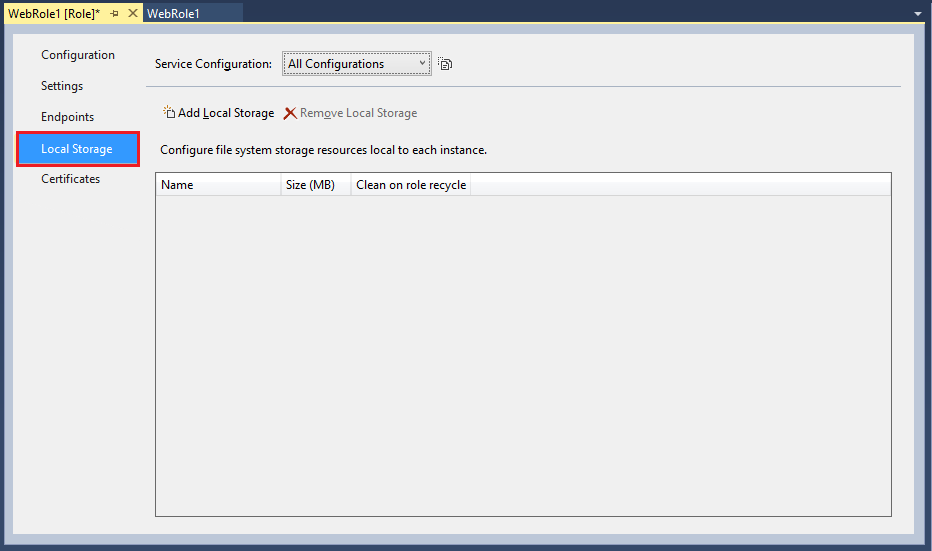 WebRole1 [Role]* WebRole1
Configuration
Settings
Endpoints
Local Storage
Certificates
Service Configuration: All Configurations
Add Local Storage Remove Local Storage
Configure file system storage resources local to each instance.
Name Size (MB) Clean on role recycle